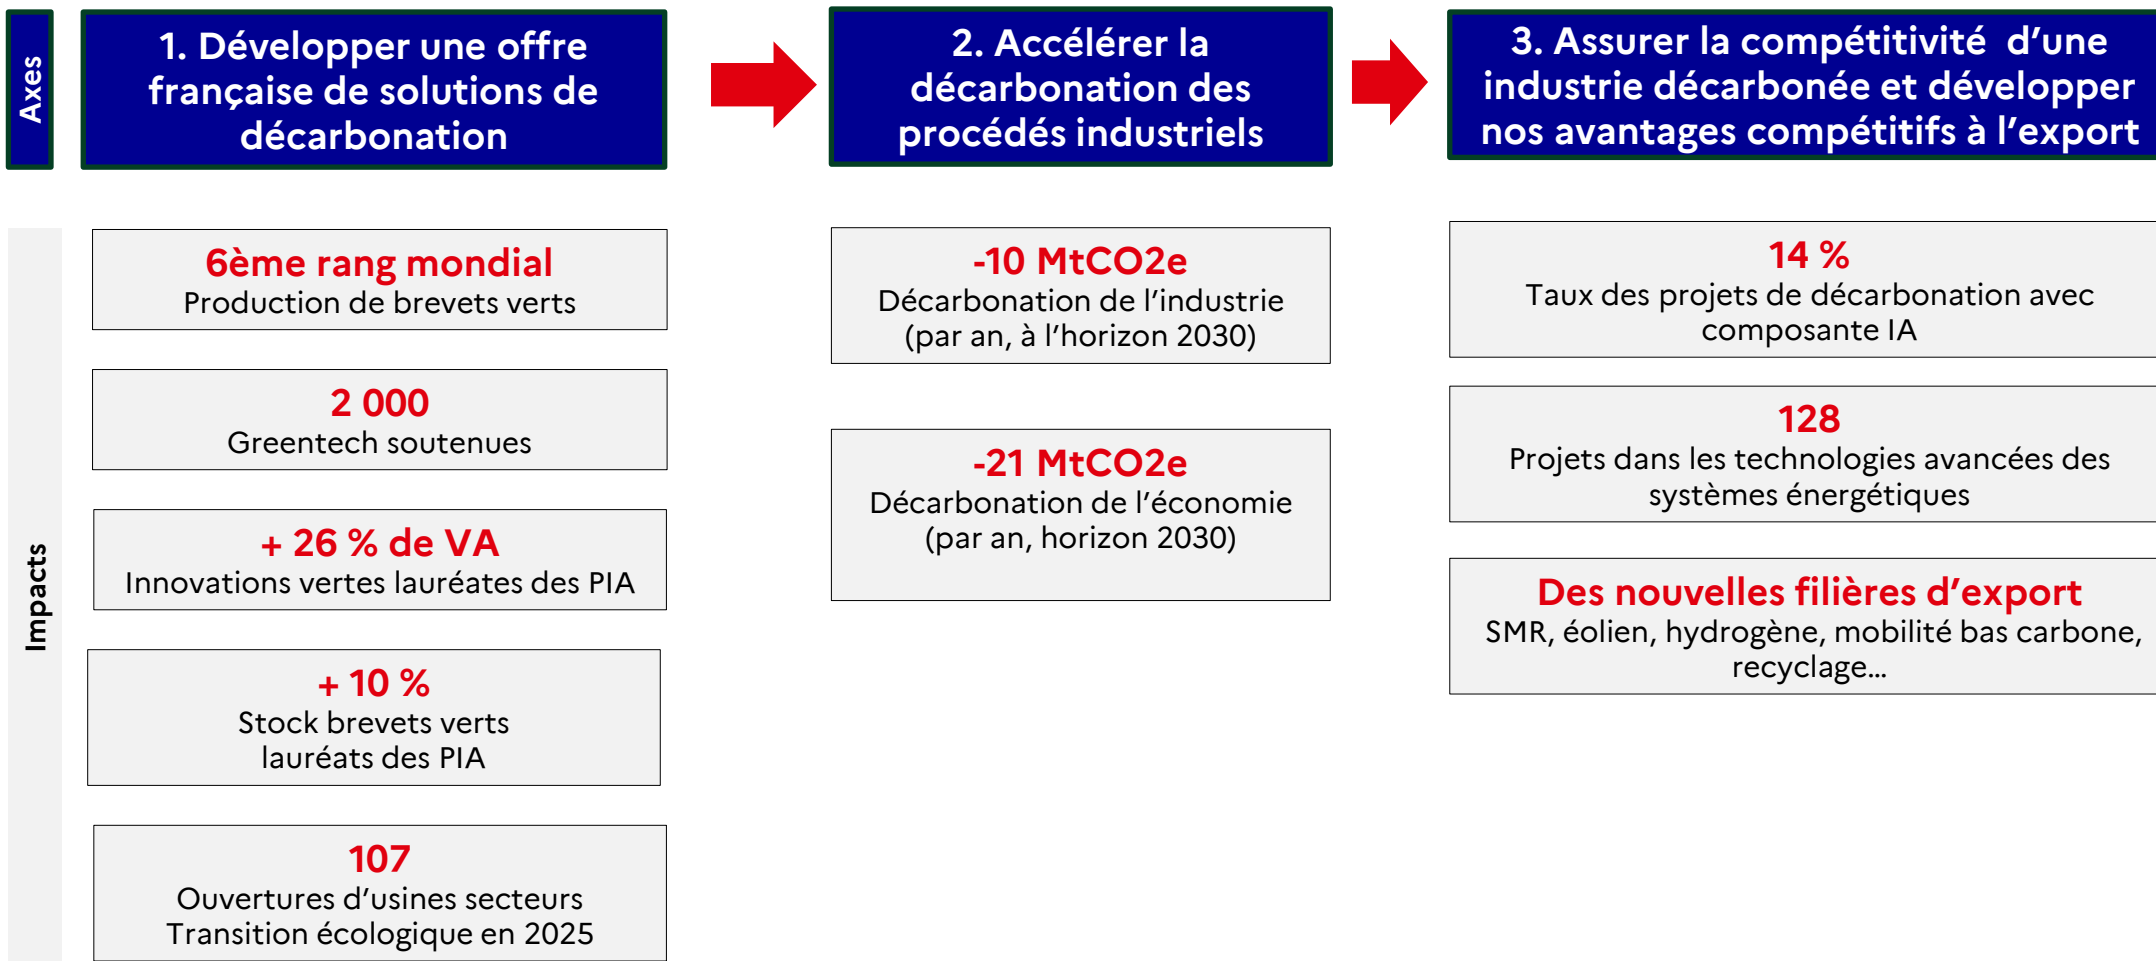 Axes
1. Développer une offre
française de solutions de
décarbonation
2. Accélérer la
décarbonation des
procédés industriels
3. Assurer la compétitivité d’une
industrie décarbonée et développer
nos avantages compétitifs à l’export
Impacts
6ème rang mondial
Production de brevets verts
2 000
Greentech soutenues
+ 26 % de VA
Innovations vertes lauréates des PIA
+ 10 %
Stock brevets verts
lauréats des PIA
107
Ouvertures d’usines secteurs
Transition écologique en 2025
-10 MtCO2e
Décarbonation de l’industrie
(par an, à l’horizon 2030)
-21 MtCO2e
Décarbonation de l’économie
(par an, horizon 2030)
14 %
Taux des projets de décarbonation avec
composante IA
128
Projets dans les technologies avancées des
systèmes énergétiques
Des nouvelles filières d’export
SMR, éolien, hydrogène, mobilité bas carbone,
recyclage…